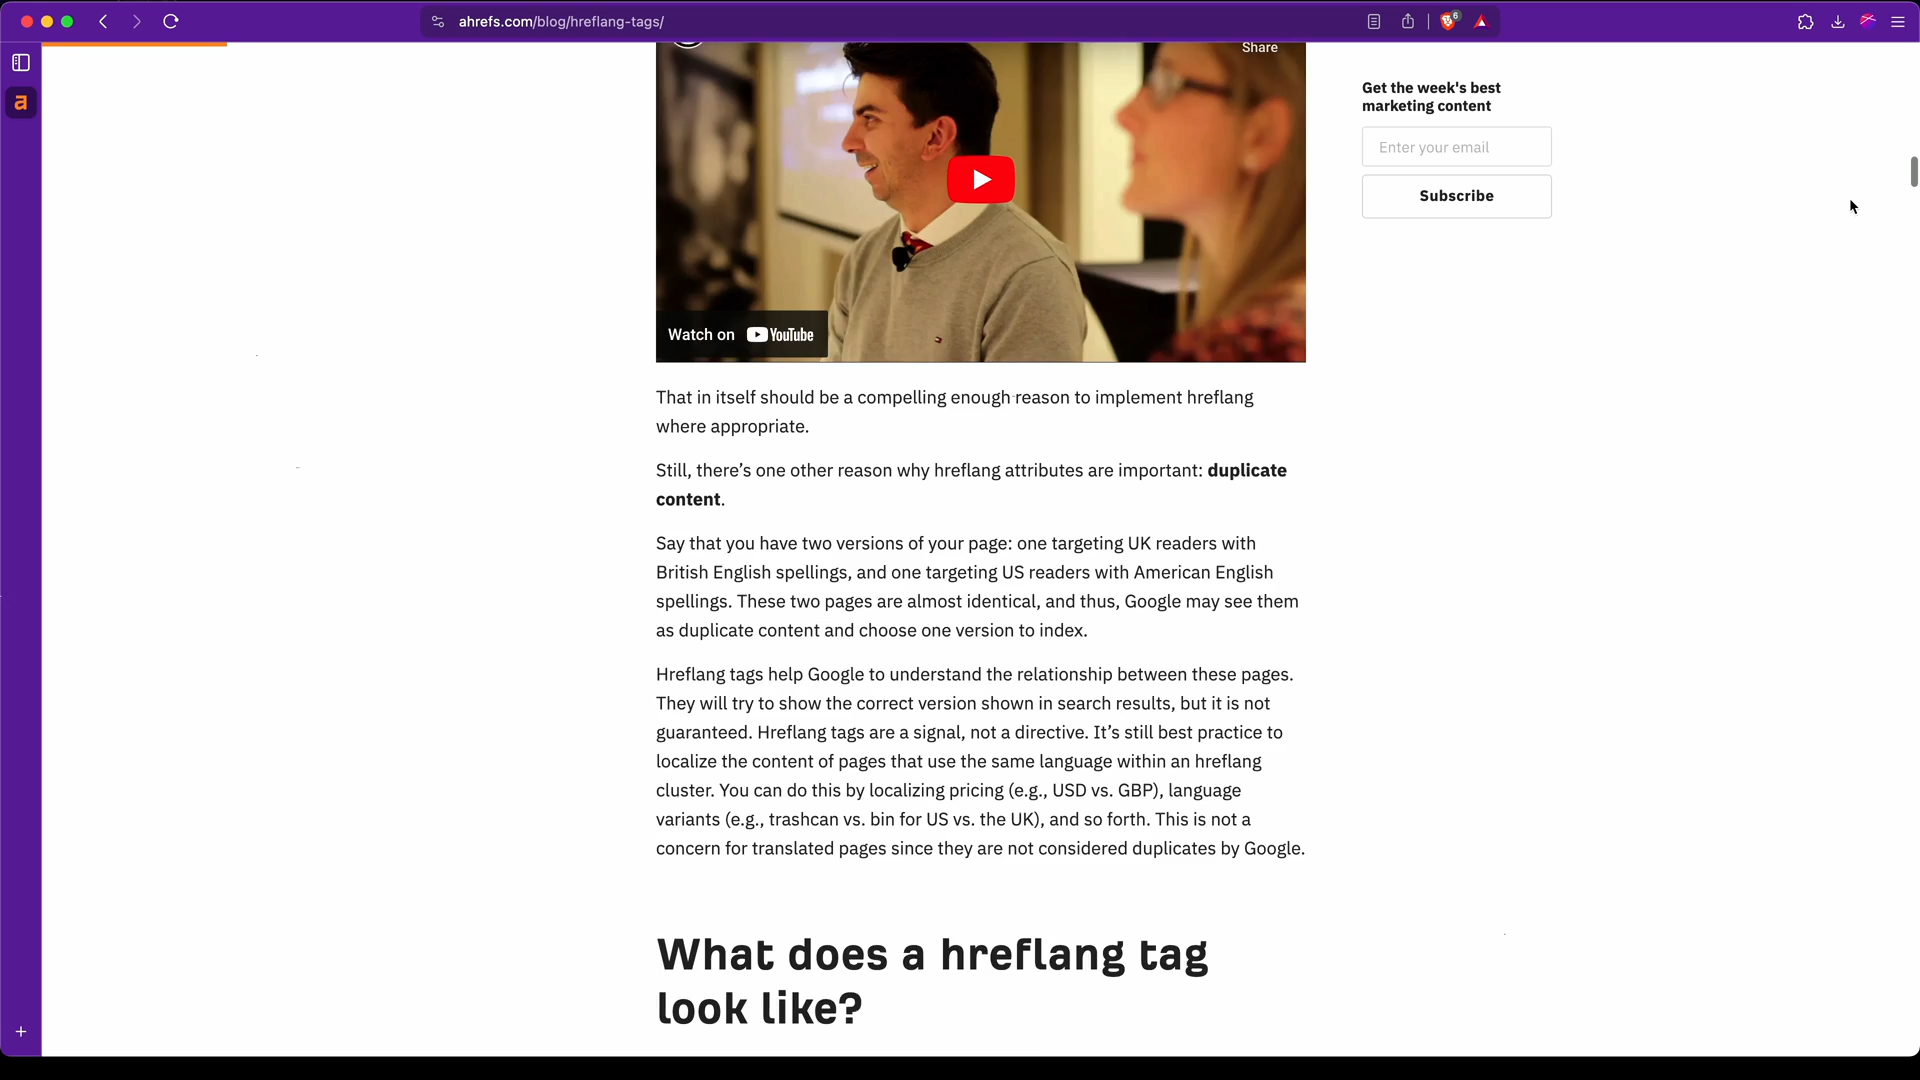 ahrefs.com/blog/hreflang-tags/
6
a
Share
Get the week's best
marketing content
Enter your email
Subscribe
Watch on YouTube
That in itself should be a compelling enough reason to implement hreflang
where appropriate.
Still, there’s one other reason why hreflang attributes are important: duplicate
content.
Say that you have two versions of your page: one targeting UK readers with
British English spellings, and one targeting US readers with American English
spellings. These two pages are almost identical, and thus, Google may see them
as duplicate content and choose one version to index.
Hreflang tags help Google to understand the relationship between these pages.
They will try to show the correct version shown in search results, but it is not
guaranteed. Hreflang tags are a signal, not a directive. It’s still best practice to
localize the content of pages that use the same language within an hreflang
cluster. You can do this by localizing pricing (e.g., USD vs. GBP), language
variants (e.g., trashcan vs. bin for US vs. the UK), and so forth. This is not a
concern for translated pages since they are not considered duplicates by Google.
What does a hreflang tag
look like?